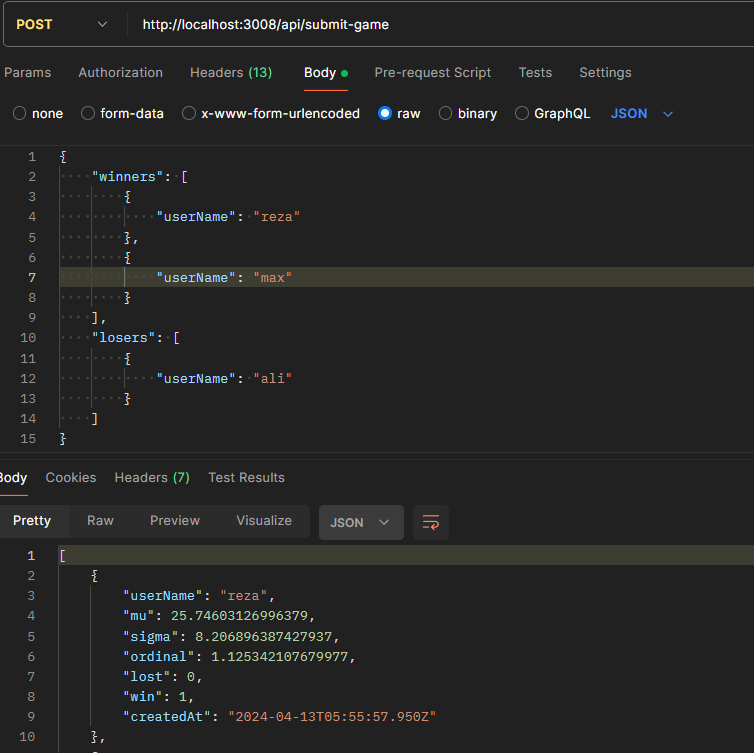 POST http://localhost:3008/api/submit-game
Params Authorization Headers (13) Body Pre-request Script Tests Settings
none form-data x-www-form-urlencoded raw binary GraphQL JSON
1 {
2 "winners": [
3 {
4 "userName": "reza"
5 },
6 {
7 "userName": "max"
8 }
9 ],
10 "losers": [
11 {
12 "userName": "ali"
13 }
14 ]
15 }
Body Cookies Headers (7) Test Results
Pretty Raw Preview Visualize JSON
1 [
2 {
3 "userName": "reza",
4 "mu": 25.74603126996379,
5 "sigma": 8.206896387427937,
6 "ordinal": 1.125342107679977,
7 "lost": 0,
8 "win": 1,
9 "createdAt": "2024-04-13T05:55:57.950Z"
10 },